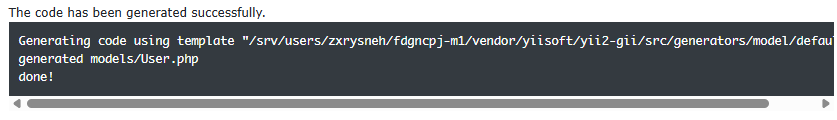 The code has been generated successfully.
Generating code using template "/srv/users/zxrysneh/fdgncpj-m1/vendor/yiisoft/yii2-gii/src/generators/model/defau
generated models/User.php
done!